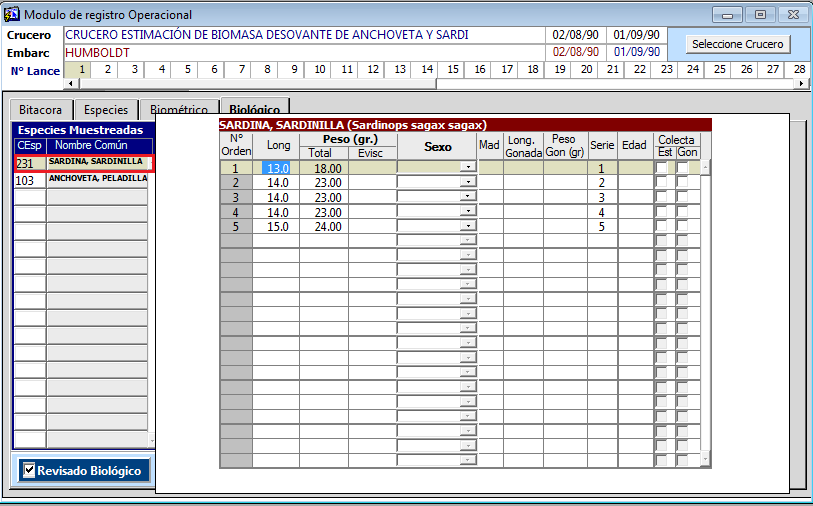 Modulo de registro Operacional
Crucero CRUCERO ESTIMACIÓN DE BIOMASA DESOVANTE DE ANCHOVETA Y SARDI 02/08/90 01/09/90
Seleccione Crucero
Embarc HUMBOLDT 02/08/90 01/09/90
N° Lance 1 2 3 4 5 6 7 8 9 10 11 12 13 14 15 16 17 18 19 20 21 22 23 24 25 26 27 28
Bitacora Especies Biométrico Biológico
Especies Muestreadas
CEsp Nombre Común
231 SARDINA, SARDINILLA
103 ANCHOVETA, PELADILLA
Revisado Biológico
SARDINA, SARDINILLA (Sardinops sagax sagax)
N° Orden Long Peso (gr.) Total Evisc Sexo Mad Long. Gonada Peso Gon (gr) Serie Edad Colecta Est Gon
1 13.0 18.00 1
2 14.0 23.00 2
3 14.0 23.00 3
4 14.0 23.00 4
5 15.0 24.00 5